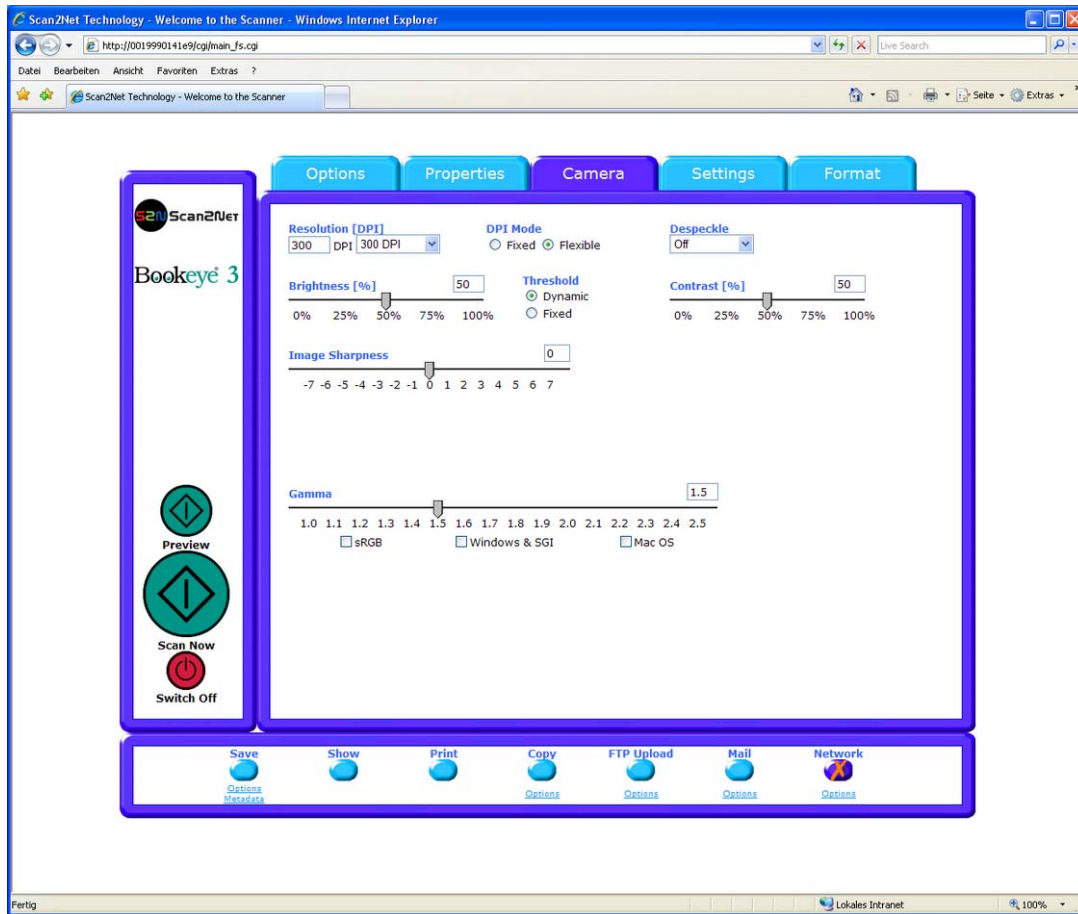 Scan2Net Technology - Welcome to the Scanner - Windows Internet Explorer
http://0019990141e9/cgi/main_fs.cgi
Live Search
Datei Bearbeiten Ansicht Favoriten Extras ?
Scan2Net Technology - Welcome to the Scanner
Seite Extras
Options Properties Camera Settings Format
S2N Scan2Net
Bookeye 3
Resolution [DPI] DPI Mode Despeckle
300 DPI 300 DPI Fixed Flexible Off
Brightness [%] 50 Threshold Contrast [%] 50
Dynamic
Fixed
0% 25% 50% 75% 100% 0% 25% 50% 75% 100%
Image Sharpness 0
-7 -6 -5 -4 -3 -2 -1 0 1 2 3 4 5 6 7
Gamma 1.5
1.0 1.1 1.2 1.3 1.4 1.5 1.6 1.7 1.8 1.9 2.0 2.1 2.2 2.3 2.4 2.5
sRGB Windows & SGI Mac OS
Preview
Scan Now
Switch Off
Save Show Print Copy FTP Upload Mail Network
X
Options Options Options Options Options
Metadata
Fertig Lokales Intranet 100%